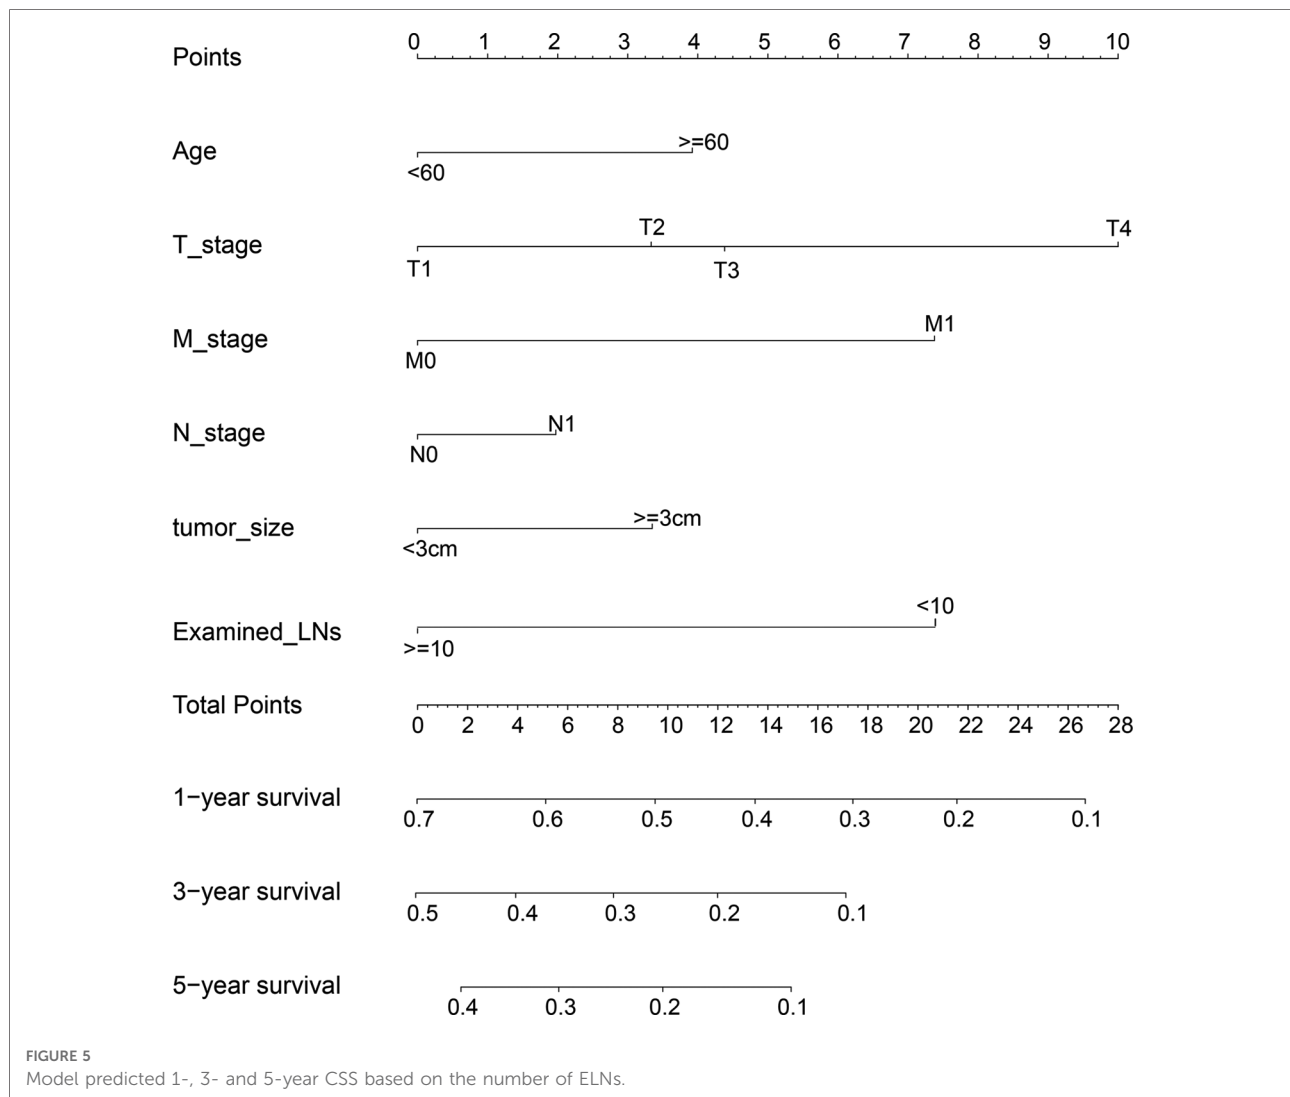 Points 0 1 2 3 4 5 6 7 8 9 10
>=60
Age
<60
T2 T4
T_stage
T1 T3
M1
M_stage
M0
N1
N_stage
N0
>=3cm
tumor_size
<3cm
<10
Examined_LNs
>=10
Total Points
0 2 4 6 8 10 12 14 16 18 20 22 24 26 28
1−year survival
0.7 0.6 0.5 0.4 0.3 0.2 0.1
3−year survival
0.5 0.4 0.3 0.2 0.1
5−year survival
0.4 0.3 0.2 0.1
FIGURE 5
Model predicted 1-, 3- and 5-year CSS based on the number of ELNs.